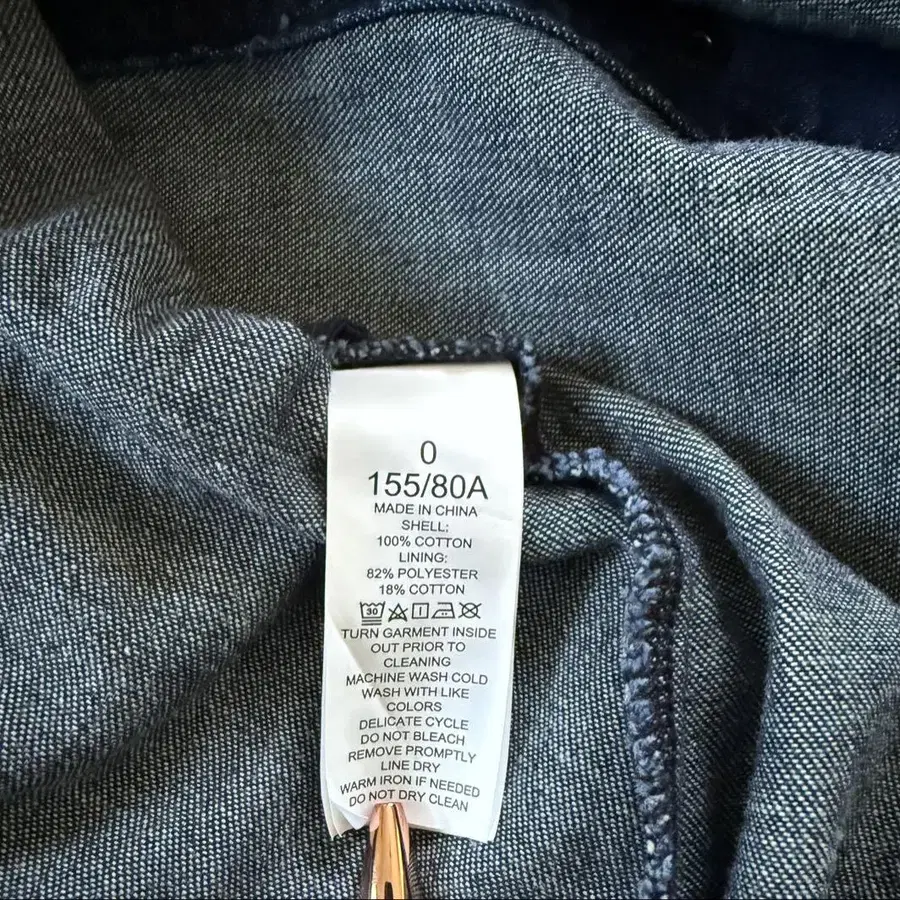 0
155/80A
MADE IN CHINA
SHELL:
100% COTTON
LINING:
82% POLYESTER
18% COTTON
30
TURN GARMENT INSIDE
OUT PRIOR TO
CLEANING
MACHINE WASH COLD
WASH WITH LIKE
COLORS
DELICATE CYCLE
DO NOT BLEACH
REMOVE PROMPTLY
LINE DRY
WARM IRON IF NEEDED
DO NOT DRY CLEAN